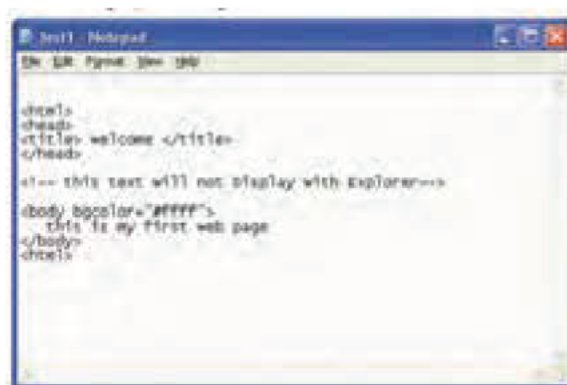 test1 - Notepad
File Edit Format View Help
<html>
<head>
<title> welcome </title>
</head>
<!-- this text will not Display with Explorer-->
<body bgcolor="#ffff">
this is my first web page
</body>
<html>